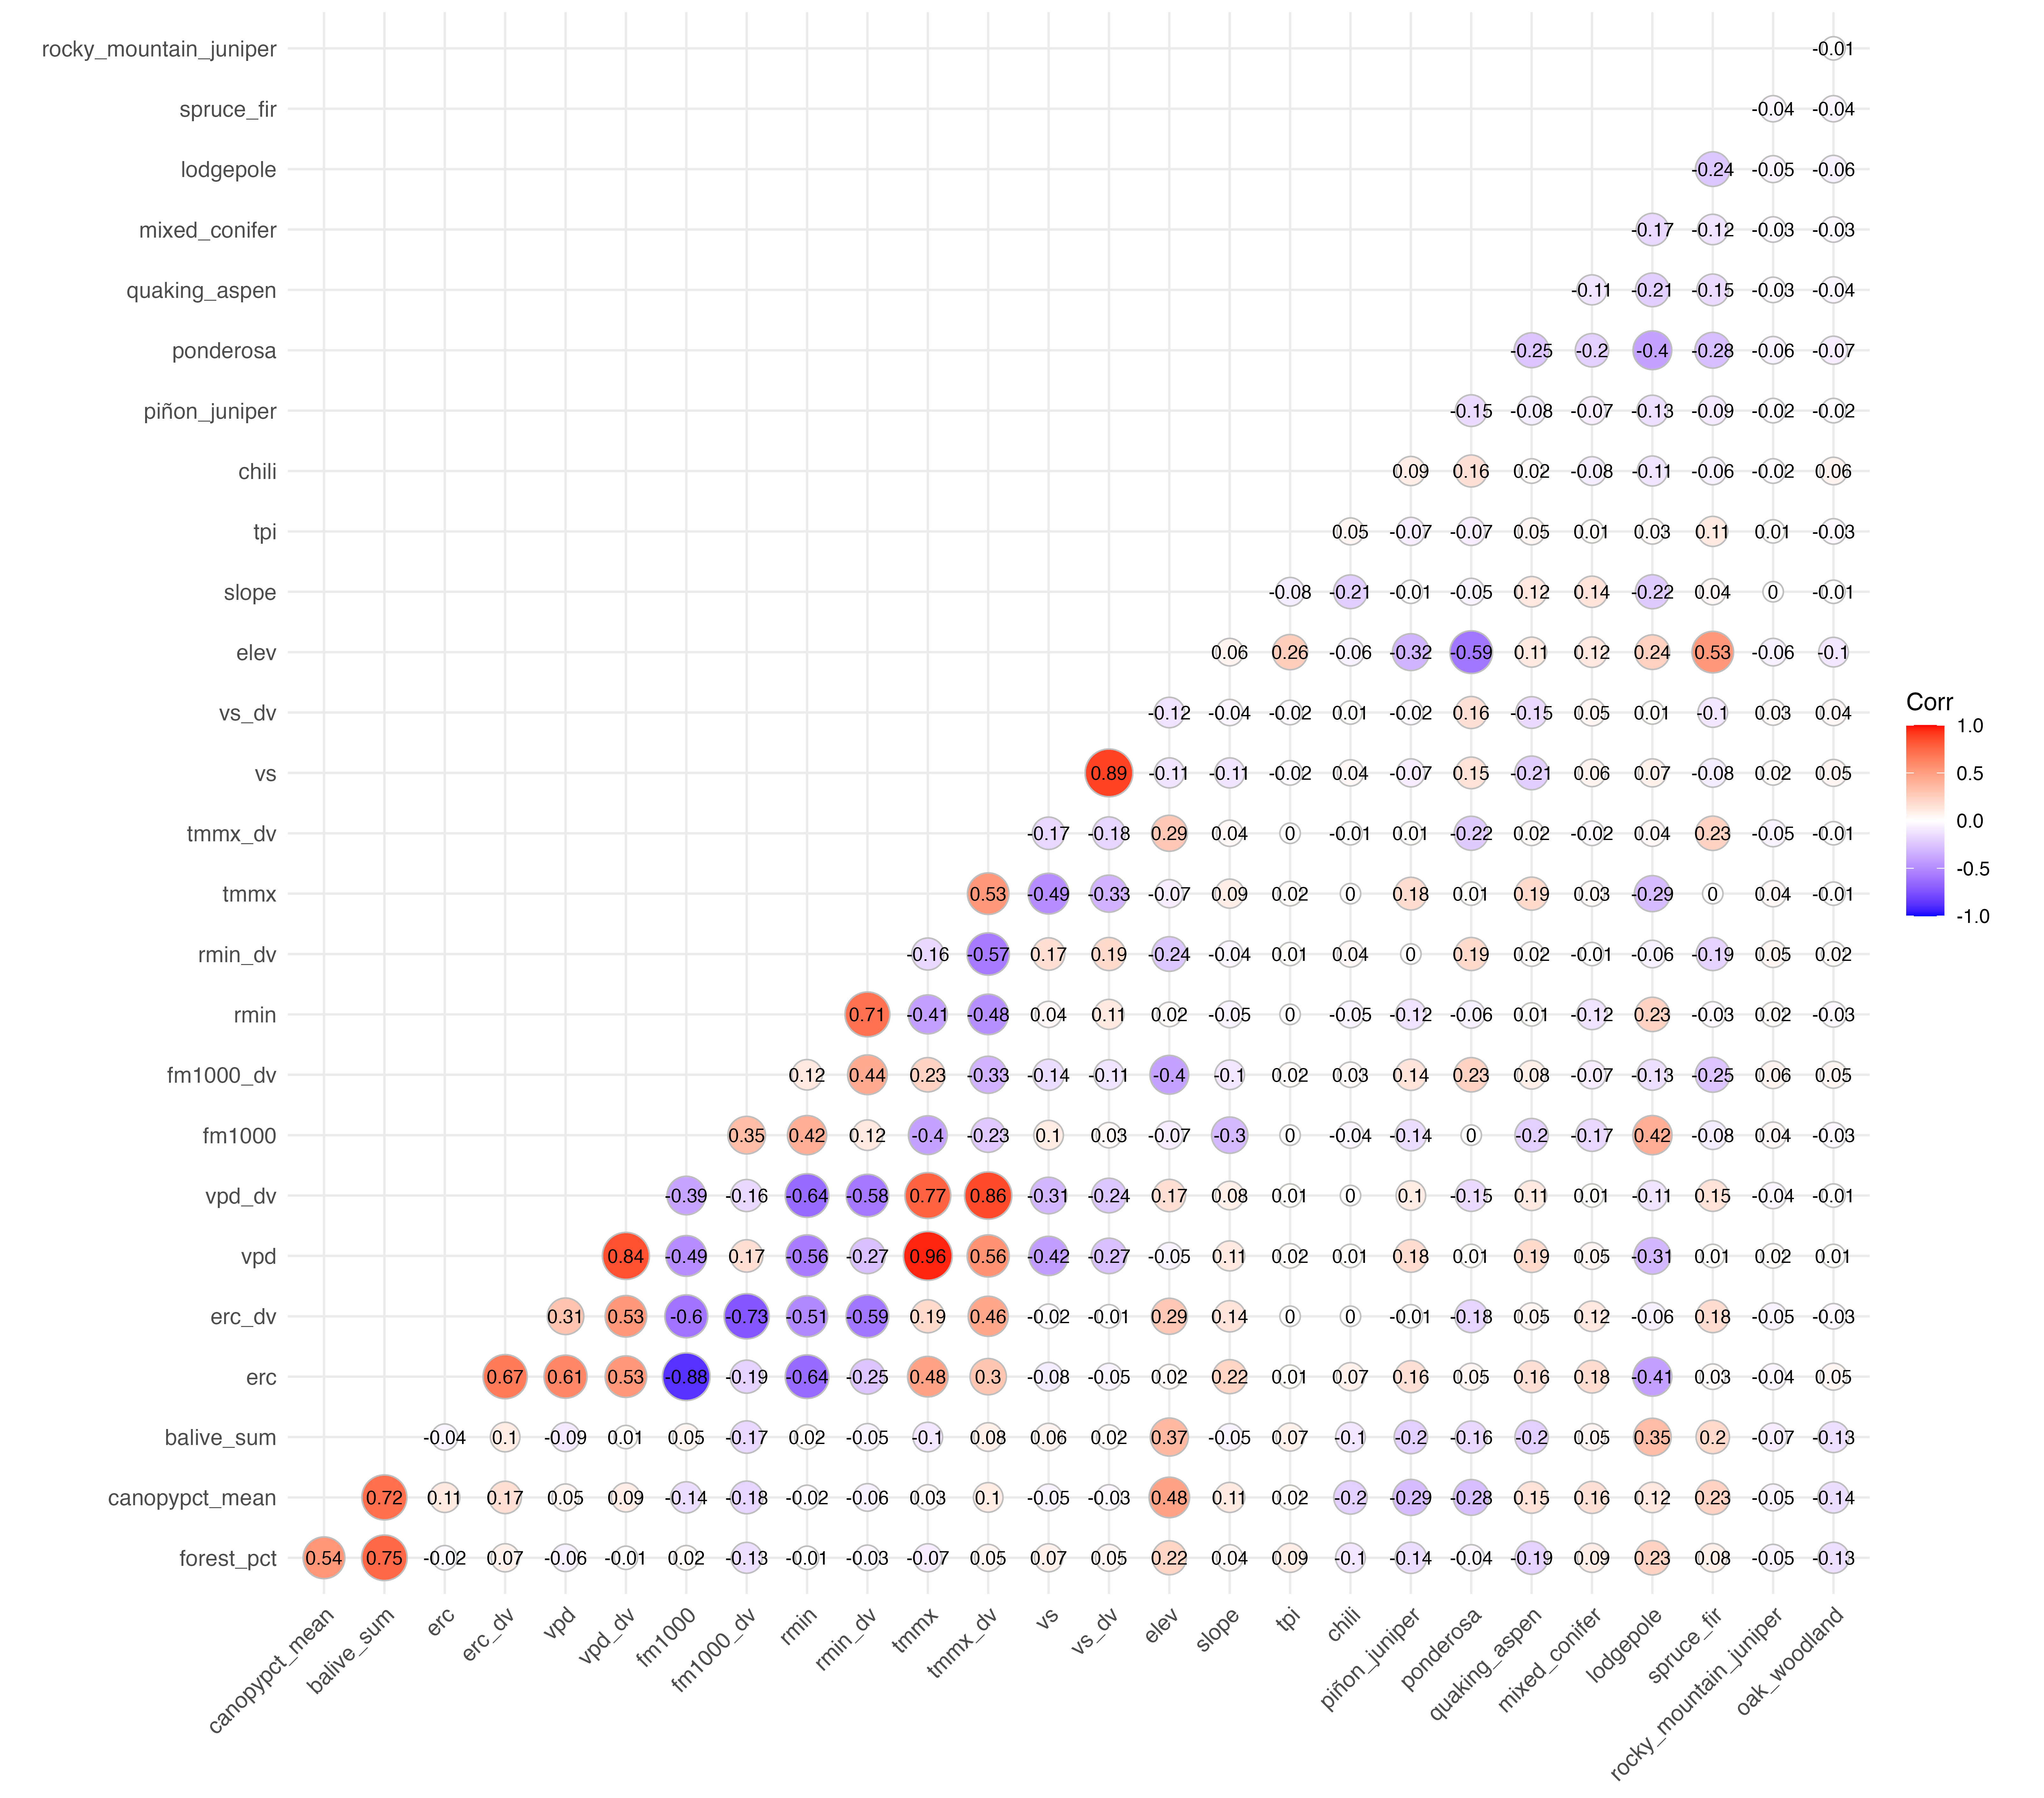 rocky_mountain_juniper -0.01
spruce_fir -0.04 -0.04
lodgepole -0.24 -0.05 -0.06
mixed_conifer -0.17 -0.12 -0.03 -0.03
quaking_aspen -0.11 -0.21 -0.15 -0.03 -0.04
ponderosa -0.25 -0.2 -0.4 -0.28 -0.06 -0.07
piñon_juniper -0.15 -0.08 -0.07 -0.13 -0.09 -0.02 -0.02
chili 0.09 0.16 0.02 -0.08 -0.11 -0.06 -0.02 0.06
tpi 0.05 -0.07 -0.07 0.05 0.01 0.03 0.11 0.01 -0.03
slope -0.08 -0.21 -0.01 -0.05 0.12 0.14 -0.22 0.04 0 -0.01
elev 0.06 0.26 -0.06 -0.32 -0.59 0.11 0.12 0.24 0.53 -0.06 -0.1
vs_dv -0.12 -0.04 -0.02 0.01 -0.02 0.16 -0.15 0.05 0.01 -0.1 0.03 0.04
vs 0.89 -0.11 -0.11 -0.02 0.04 -0.07 0.15 -0.21 0.06 0.07 -0.08 0.02 0.05
tmmx_dv -0.17 -0.18 0.29 0.04 0 -0.01 0.01 -0.22 0.02 -0.02 0.04 0.23 -0.05 -0.01
tmmx 0.53 -0.49 -0.33 -0.07 0.09 0.02 0 0.18 0.01 0.19 0.03 -0.29 0 0.04 -0.01
rmin_dv -0.16 -0.57 0.17 0.19 -0.24 -0.04 0.01 0.04 0 0.19 0.02 -0.01 -0.06 -0.19 0.05 0.02
rmin 0.71 -0.41 -0.48 0.04 0.11 0.02 -0.05 0 -0.05 -0.12 -0.06 0.01 -0.12 0.23 -0.03 0.02 -0.03
fm1000_dv 0.12 0.44 0.23 -0.33 -0.14 -0.11 -0.4 -0.1 0.02 0.03 0.14 0.23 0.08 -0.07 -0.13 -0.25 0.06 0.05
fm1000 0.35 0.42 0.12 -0.4 -0.23 0.1 0.03 -0.07 -0.3 0 -0.04 -0.14 0 -0.2 -0.17 0.42 -0.08 0.04 -0.03
vpd_dv -0.39 -0.16 -0.64 -0.58 0.77 0.86 -0.31 -0.24 0.17 0.08 0.01 0 0.1 -0.15 0.11 0.01 -0.11 0.15 -0.04 -0.01
vpd 0.84 -0.49 0.17 -0.56 -0.27 0.96 0.56 -0.42 -0.27 -0.05 0.11 0.02 0.01 0.18 0.01 0.19 0.05 -0.31 0.01 0.02 0.01
erc_dv 0.31 0.53 -0.6 -0.73 -0.51 -0.59 0.19 0.46 -0.02 -0.01 0.29 0.14 0 0 -0.01 -0.18 0.05 0.12 -0.06 0.18 -0.05 -0.03
erc 0.67 0.61 0.53 -0.88 -0.19 -0.64 -0.25 0.48 0.3 -0.08 -0.05 0.02 0.22 0.01 0.07 0.16 0.05 0.16 0.18 -0.41 0.03 -0.04 0.05
balive_sum -0.04 0.1 -0.09 0.01 0.05 -0.17 0.02 -0.05 -0.1 0.08 0.06 0.02 0.37 -0.05 0.07 -0.1 -0.2 -0.16 -0.2 0.05 0.35 0.2 -0.07 -0.13
canopypct_mean 0.72 0.11 0.17 0.05 0.09 -0.14 -0.18 -0.02 -0.06 0.03 0.1 -0.05 -0.03 0.48 0.11 0.02 -0.2 -0.29 -0.28 0.15 0.16 0.12 0.23 -0.05 -0.14
forest_pct 0.54 0.75 -0.02 0.07 -0.06 -0.01 0.02 -0.13 -0.01 -0.03 -0.07 0.05 0.07 0.05 0.22 0.04 0.09 -0.1 -0.14 -0.04 -0.19 0.09 0.23 0.08 -0.05 -0.13
canopypct_mean
balive_sum
erc
erc_dv
vpd
vpd_dv
fm1000
fm1000_dv
rmin
rmin_dv
tmmx
tmmx_dv
vs
vs_dv
elev
slope
tpi
chili
piñon_juniper
ponderosa
quaking_aspen
mixed_conifer
lodgepole
spruce_fir
rocky_mountain_juniper
oak_woodland
Corr
1.0
0.5
0.0
-0.5
-1.0